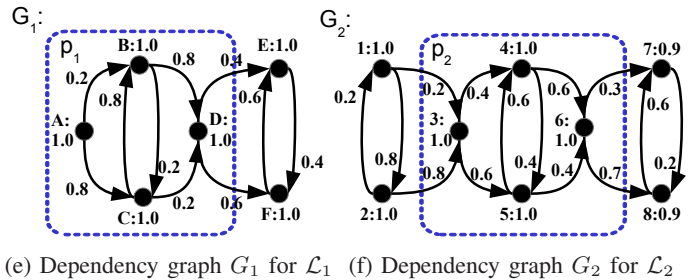 G1: G2:
p1 p2
B:1.0 E:1.0 1:1.0 4:1.0 7:0.9
0.2 0.8 0.4 0.2 0.4 0.6 0.3
0.8 0.6 0.2 0.6 0.6
A: 1.0 D: 1.0 3: 1.0 6: 1.0
0.2 0.4 0.8 0.4 0.2
0.8 0.2 0.6 0.8 0.6 0.4 0.7
C:1.0 F:1.0 2:1.0 5:1.0 8:0.9
(e) Dependency graph G1 for ℒ1 (f) Dependency graph G2 for ℒ2